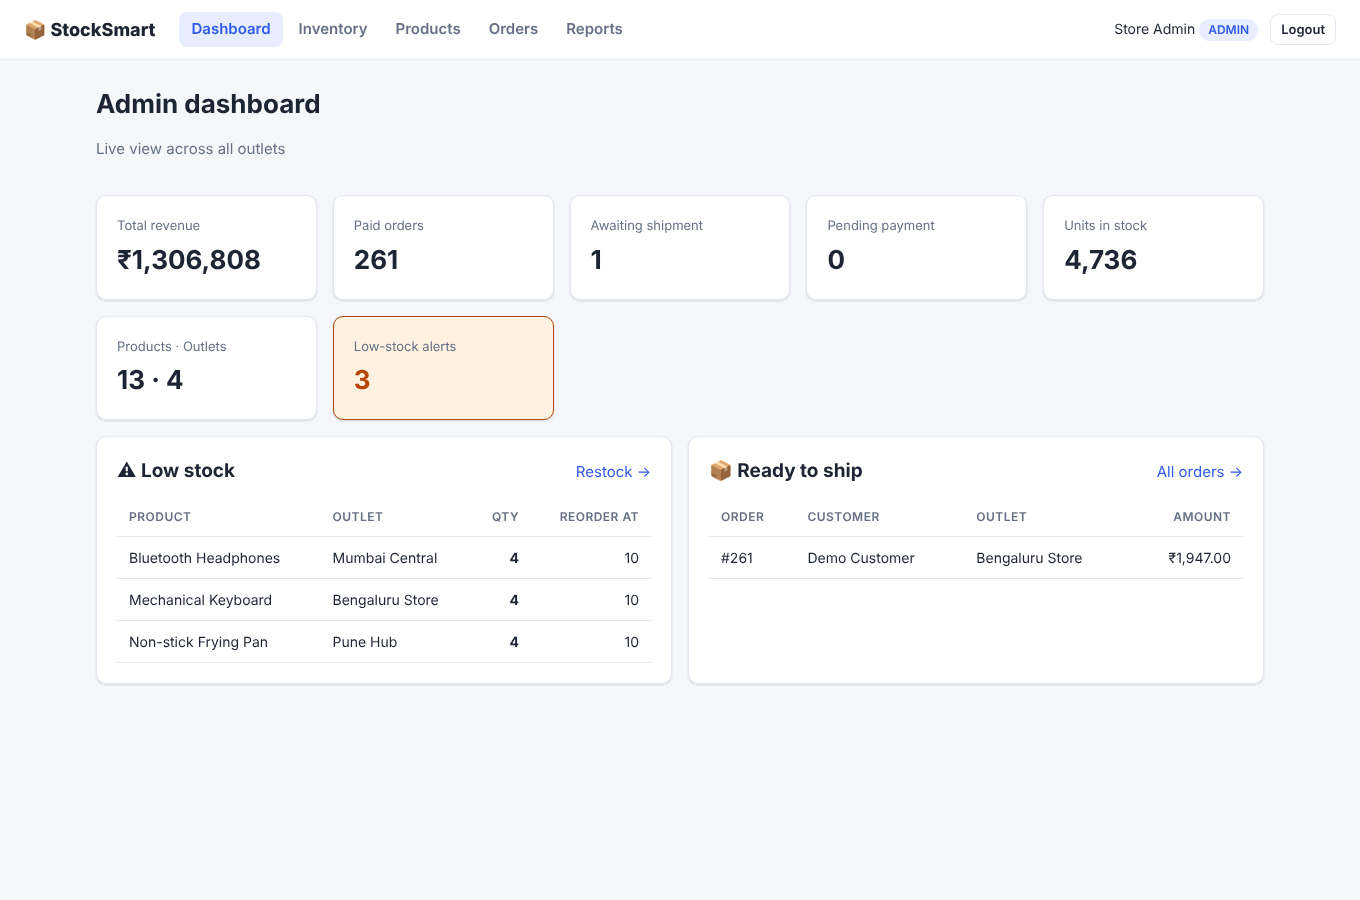 📦 StockSmart Dashboard Inventory Products Orders Reports Store Admin ADMIN Logout
Admin dashboard
Live view across all outlets
Total revenue
₹1,306,808
Paid orders
261
Awaiting shipment
1
Pending payment
0
Units in stock
4,736
Products · Outlets
13 · 4
Low-stock alerts
3
⚠ Low stock Restock →
PRODUCT OUTLET QTY REORDER AT
Bluetooth Headphones Mumbai Central 4 10
Mechanical Keyboard Bengaluru Store 4 10
Non-stick Frying Pan Pune Hub 4 10
📦 Ready to ship All orders →
ORDER CUSTOMER OUTLET AMOUNT
#261 Demo Customer Bengaluru Store ₹1,947.00